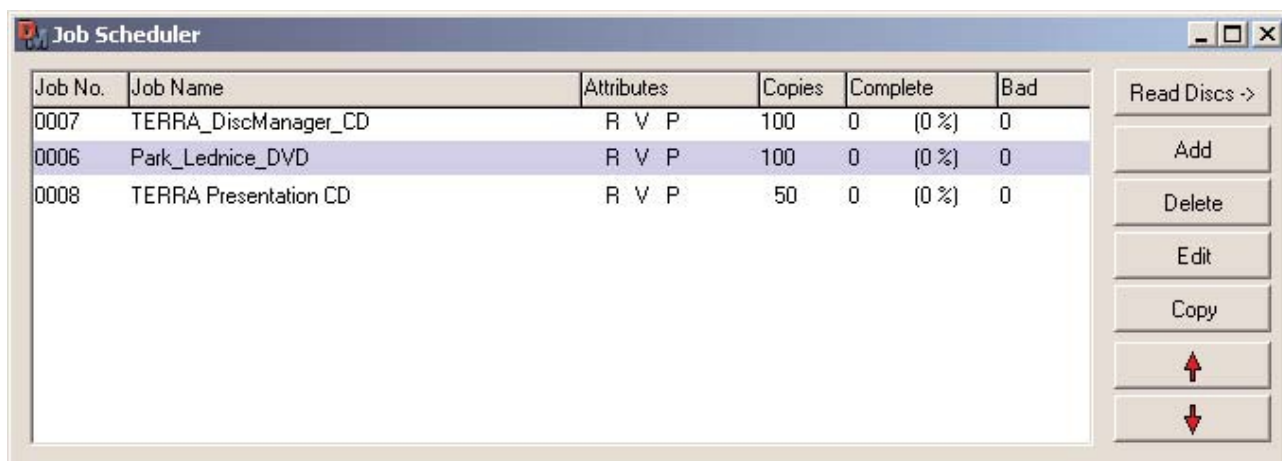 DM Job Scheduler
Job No. Job Name Attributes Copies Complete Bad
0007 TERRA_DiscManager_CD R V P 100 0 (0 %) 0
0006 Park_Lednice_DVD R V P 100 0 (0 %) 0
0008 TERRA Presentation CD R V P 50 0 (0 %) 0
Read Discs ->
Add
Delete
Edit
Copy